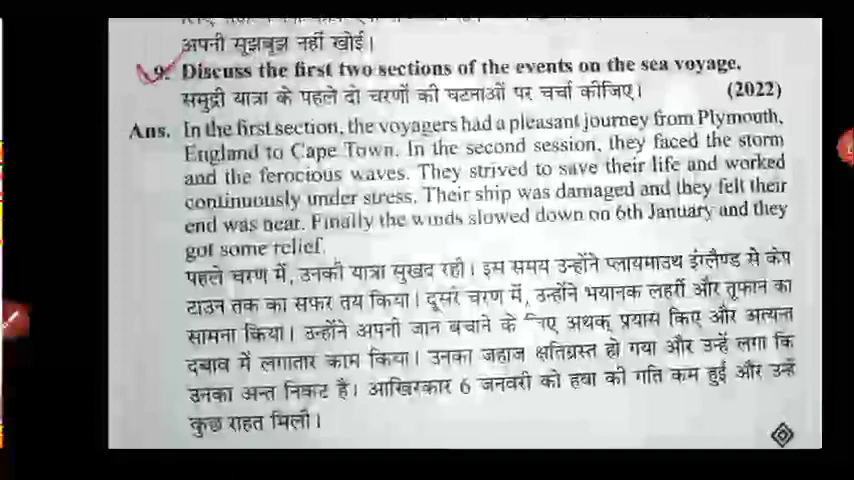 अपनी सूझबूझ नहीं खोई।
9. Discuss the first two sections of the events on the sea voyage.
समुद्री यात्रा के पहले दो चरणों की घटनाओं पर चर्चा कीजिए। (2022)
Ans. In the first section, the voyagers had a pleasant journey from Plymouth,
England to Cape Town. In the second session, they faced the storm
and the ferocious waves. They strived to save their life and worked
continuously under stress. Their ship was damaged and they felt their
end was near. Finally the winds slowed down on 6th January and they
got some relief.
पहले चरण में, उनकी यात्रा सुखद रही। इस समय उन्होंने प्लायमाउथ इंग्लैण्ड से केप
टाउन तक का सफर तय किया। दूसरे चरण में, उन्होंने भयानक लहरों और तूफान का
सामना किया। उन्होंने अपनी जान बचाने के लिए अथक् प्रयास किए और अत्यन्त
दबाव में लगातार काम किया। उनका जहाज क्षतिग्रस्त हो गया और उन्हें लगा कि
उनका अन्त निकट है। आखिरकार 6 जनवरी को हवा की गति कम हुई और उन्हें
कुछ राहत मिली।